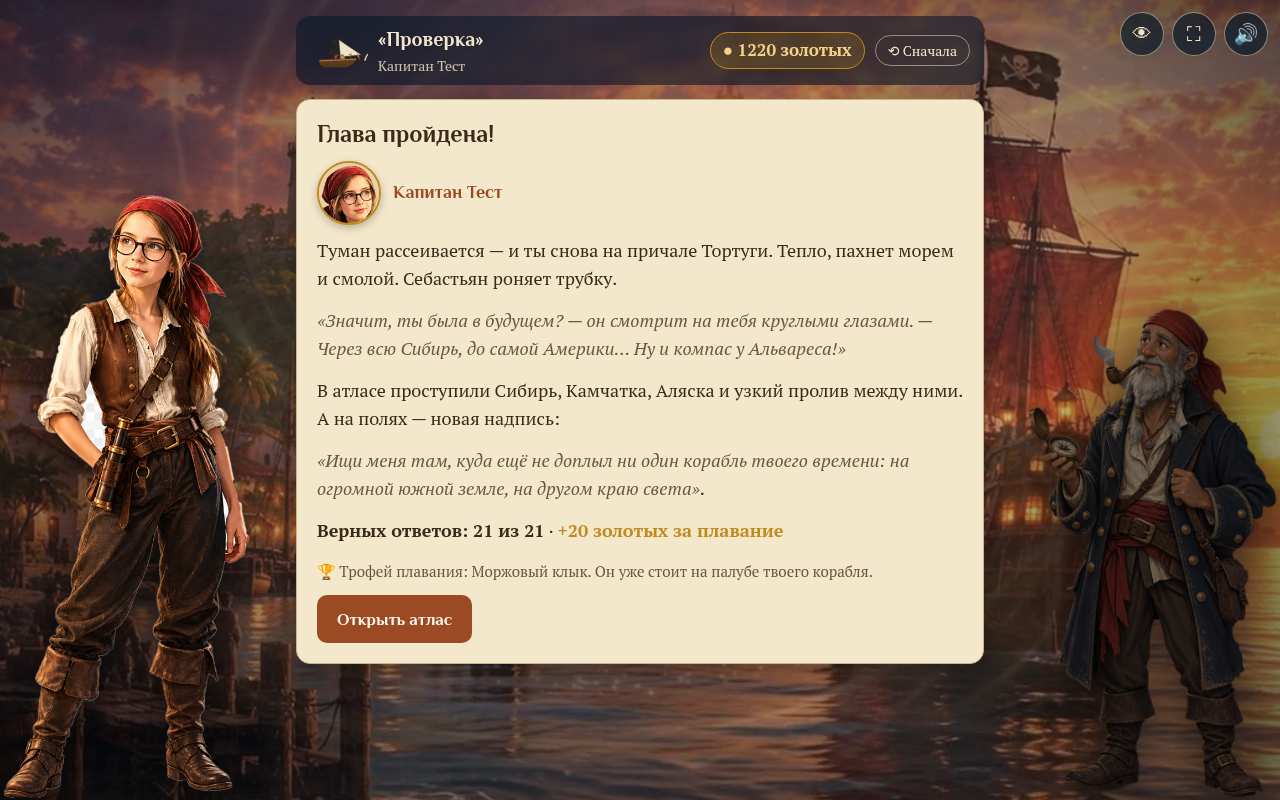 «Проверка»
Капитан Тест
● 1220 золотых
⟲ Сначала
Глава пройдена!
Капитан Тест
Туман рассеивается — и ты снова на причале Тортуги. Тепло, пахнет морем
и смолой. Себастьян роняет трубку.
«Значит, ты была в будущем? — он смотрит на тебя круглыми глазами. —
Через всю Сибирь, до самой Америки… Ну и компас у Альвареса!»
В атласе проступили Сибирь, Камчатка, Аляска и узкий пролив между ними.
А на полях — новая надпись:
«Ищи меня там, куда ещё не доплыл ни один корабль твоего времени: на
огромной южной земле, на другом краю света».
Верных ответов: 21 из 21 · +20 золотых за плавание
🏆 Трофей плавания: Моржовый клык. Он уже стоит на палубе твоего корабля.
Открыть атлас